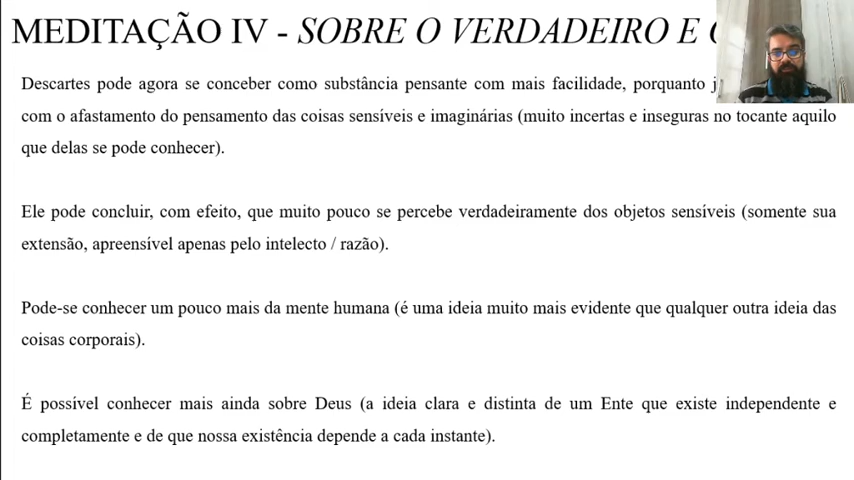 MEDITAÇÃO IV - SOBRE O VERDADEIRO E
Descartes pode agora se conceber como substância pensante com mais facilidade, porquanto
com o afastamento do pensamento das coisas sensíveis e imaginárias (muito incertas e inseguras no tocante aquilo
que delas se pode conhecer).
Ele pode concluir, com efeito, que muito pouco se percebe verdadeiramente dos objetos sensíveis (somente sua
extensão, apreensível apenas pelo intelecto / razão).
Pode-se conhecer um pouco mais da mente humana (é uma ideia muito mais evidente que qualquer outra ideia das
coisas corporais).
É possível conhecer mais ainda sobre Deus (a ideia clara e distinta de um Ente que existe independente e
completamente e de que nossa existência depende a cada instante).